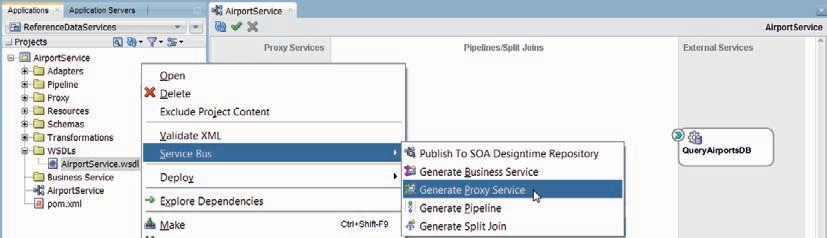 Applications
Application Servers
ReferenceDataServices
Projects
AirportService
Adapters
Pipeline
Proxy
Resources
Schemas
Transformations
WSDLs
AirportService.wsdl
Business Service
AirportService
pom.xml
Open
Delete
Exclude Project Content
Validate XML
Service Bus
Deploy
Explore Dependencies
Make Ctrl+Shift-F9
Publish To SOA Designtime Repository
Generate Business Service
Generate Proxy Service
Generate Pipeline
Generate Split Join
AirportService
AirportService
Proxy Services
Pipelines/Split Joins
External Services
QueryAirportsDB